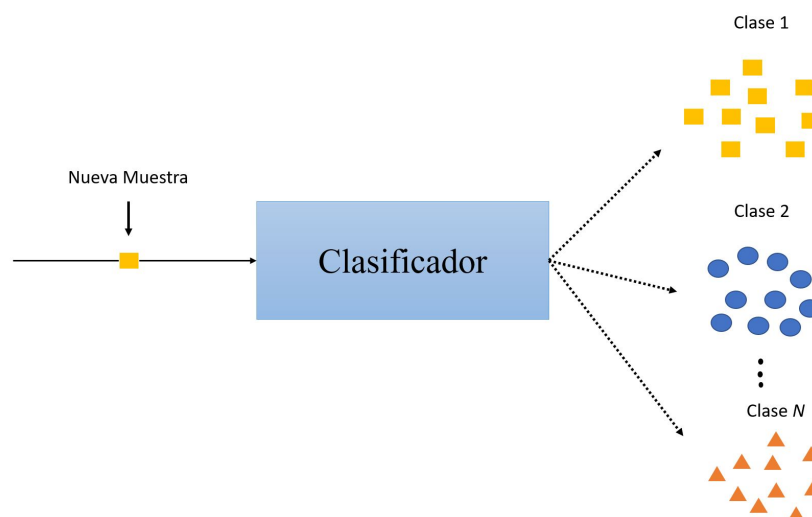 Clase 1
Nueva Muestra
Clase 2
Clasificador
Clase N